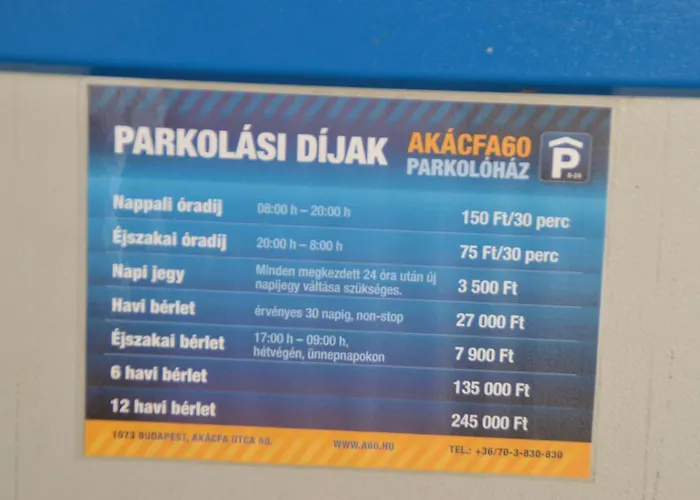 PARKOLÁSI DÍJAK
AKÁCFA60
PARKOLÓHÁZ
P
0-24
Nappali óradíj 08:00 h – 20:00 h 150 Ft/30 perc
Éjszakai óradíj 20:00 h – 8:00 h 75 Ft/30 perc
Napi jegy Minden megkezdett 24 óra után új
napijegy váltása szükséges. 3 500 Ft
Havi bérlet érvényes 30 napig, non-stop 27 000 Ft
Éjszakai bérlet 17:00 h – 09:00 h,
hétvégén, ünnepnapokon 7 900 Ft
6 havi bérlet 135 000 Ft
12 havi bérlet 245 000 Ft
1073 BUDAPEST, AKÁCFA UTCA 60. WWW.A60.HU TEL.: +36/70-3-830-830